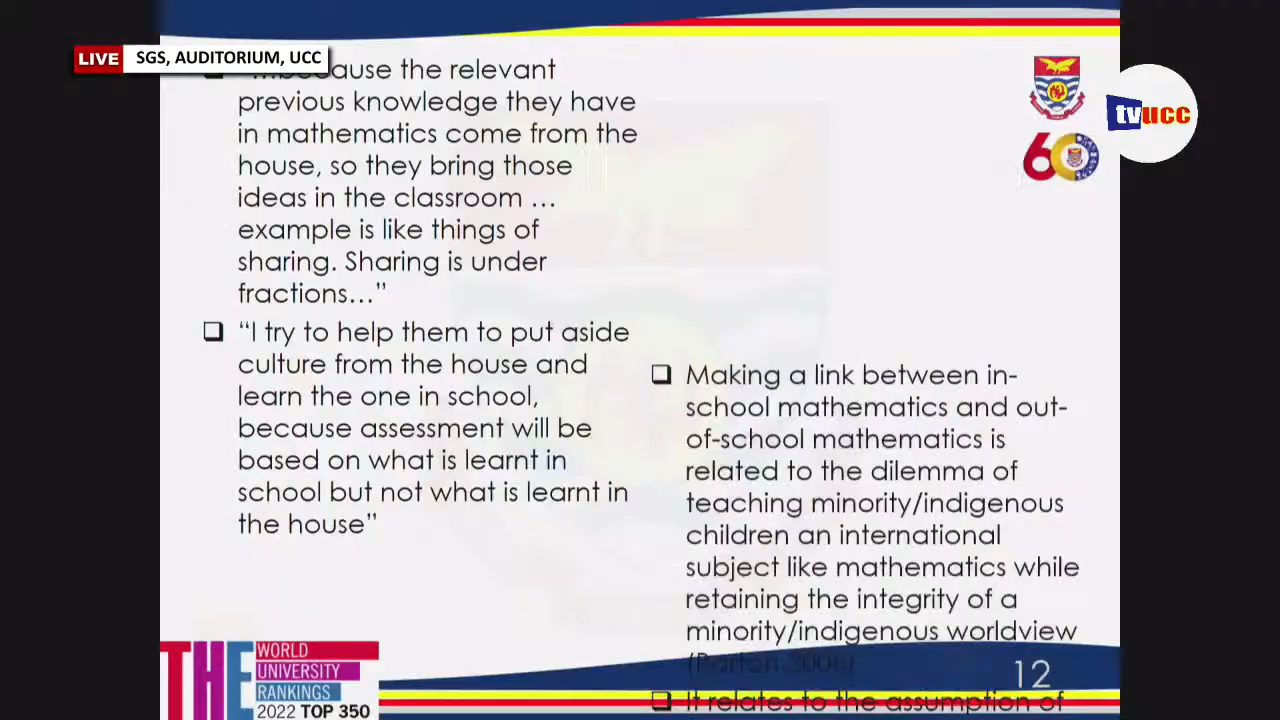 LIVE SGS, AUDITORIUM, UCC
because the relevant
previous knowledge they have
in mathematics come from the
house, so they bring those
ideas in the classroom …
example is like things of
sharing. Sharing is under
fractions…”
“I try to help them to put aside
culture from the house and
learn the one in school,
because assessment will be
based on what is learnt in
school but not what is learnt in
the house”
Making a link between in-
school mathematics and out-
of-school mathematics is
related to the dilemma of
teaching minority/indigenous
children an international
subject like mathematics while
retaining the integrity of a
minority/indigenous worldview
It relates to the assumption of
60
tvucc
THE
WORLD
UNIVERSITY
RANKINGS
2022 TOP 350
12